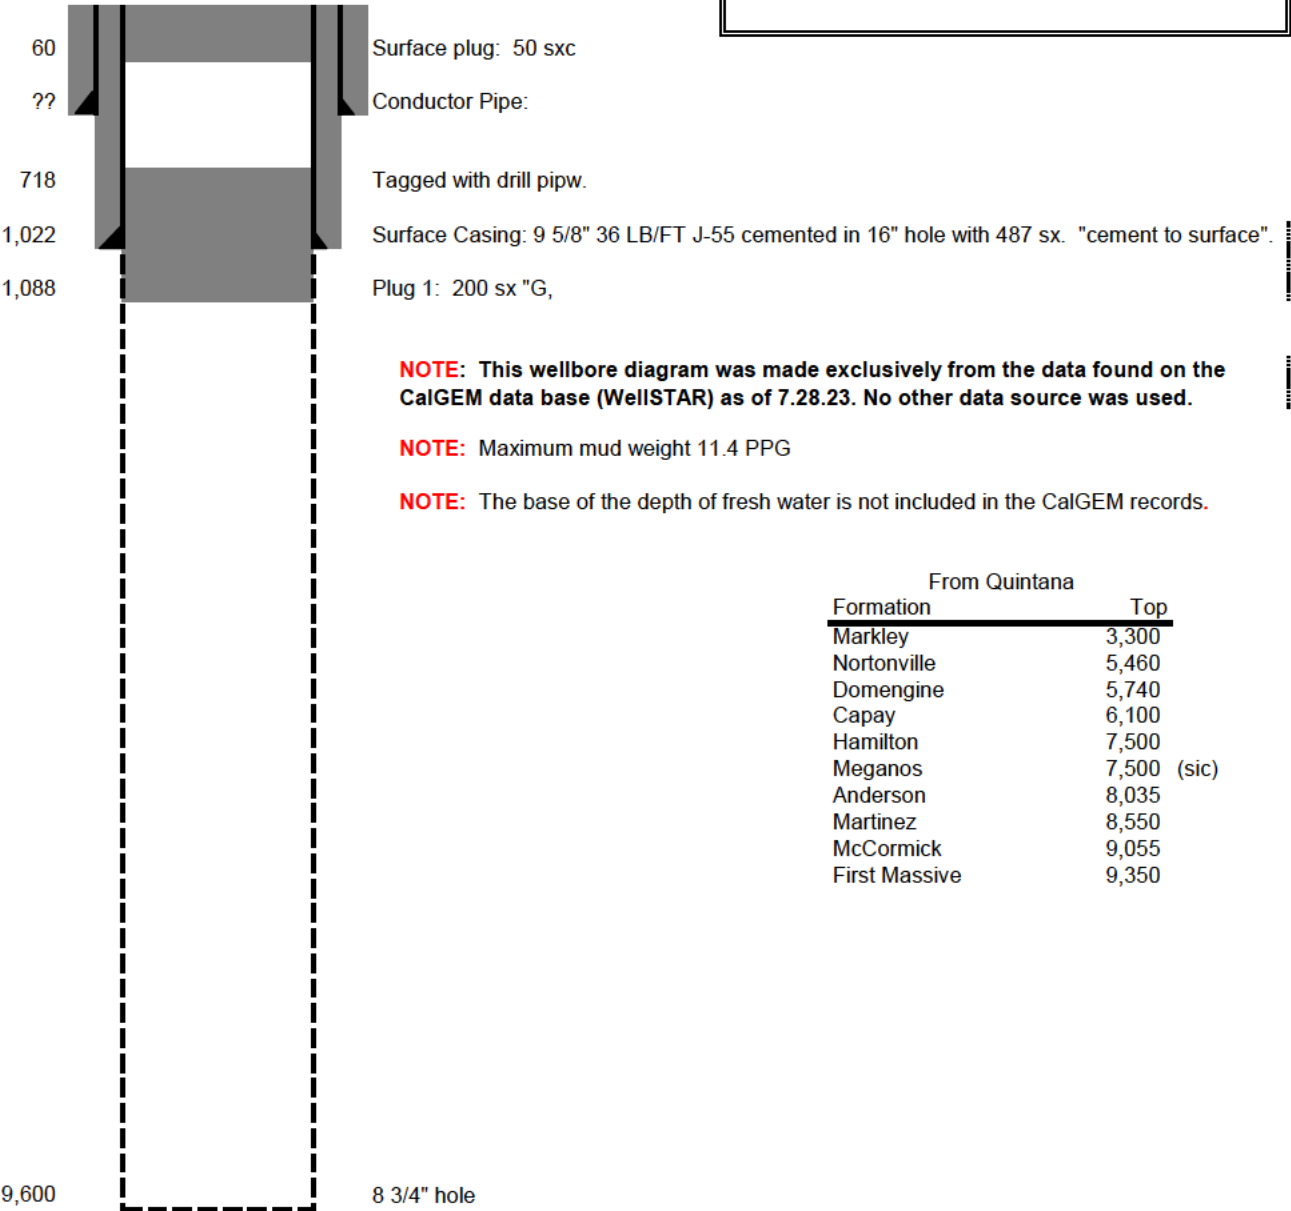 60 Surface plug: 50 sxc
?? Conductor Pipe:
718 Tagged with drill pipw.
1,022 Surface Casing: 9 5/8" 36 LB/FT J-55 cemented in 16" hole with 487 sx. "cement to surface".
1,088 Plug 1: 200 sx "G,
NOTE: This wellbore diagram was made exclusively from the data found on the
CalGEM data base (WellSTAR) as of 7.28.23. No other data source was used.
NOTE: Maximum mud weight 11.4 PPG
NOTE: The base of the depth of fresh water is not included in the CalGEM records.
From Quintana
Formation Top
Markley 3,300
Nortonville 5,460
Domengine 5,740
Capay 6,100
Hamilton 7,500
Meganos 7,500 (sic)
Anderson 8,035
Martinez 8,550
McCormick 9,055
First Massive 9,350
9,600 8 3/4" hole